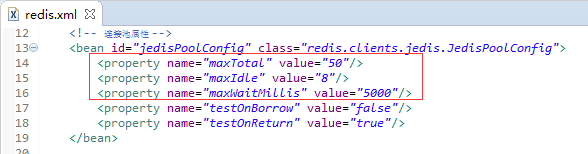 redis.xml
12 <!-- 连接池属性 -->
13 <bean id="jedisPoolConfig" class="redis.clients.jedis.JedisPoolConfig">
14 <property name="maxTotal" value="50"/>
15 <property name="maxIdle" value="8"/>
16 <property name="maxWaitMillis" value="5000"/>
17 <property name="testOnBorrow" value="false"/>
18 <property name="testOnReturn" value="true"/>
19 </bean>